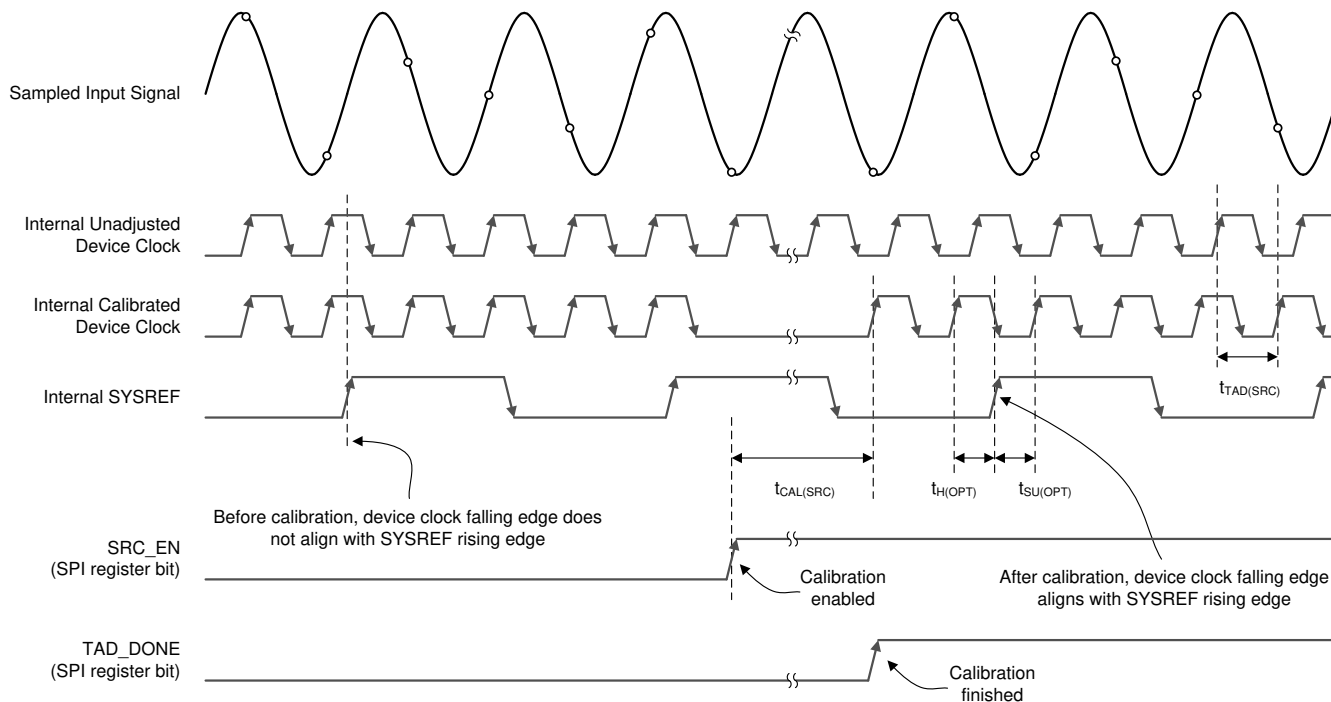 Sampled Input Signal
Internal Unadjusted
Device Clock
Internal Calibrated
Device Clock
Internal SYSREF
tTAD(SRC)
tCAL(SRC)
tH(OPT)
tSU(OPT)
Before calibration, device clock falling edge does
not align with SYSREF rising edge
SRC_EN
(SPI register bit)
Calibration
enabled
After calibration, device clock falling edge
aligns with SYSREF rising edge
TAD_DONE
(SPI register bit)
Calibration
finished